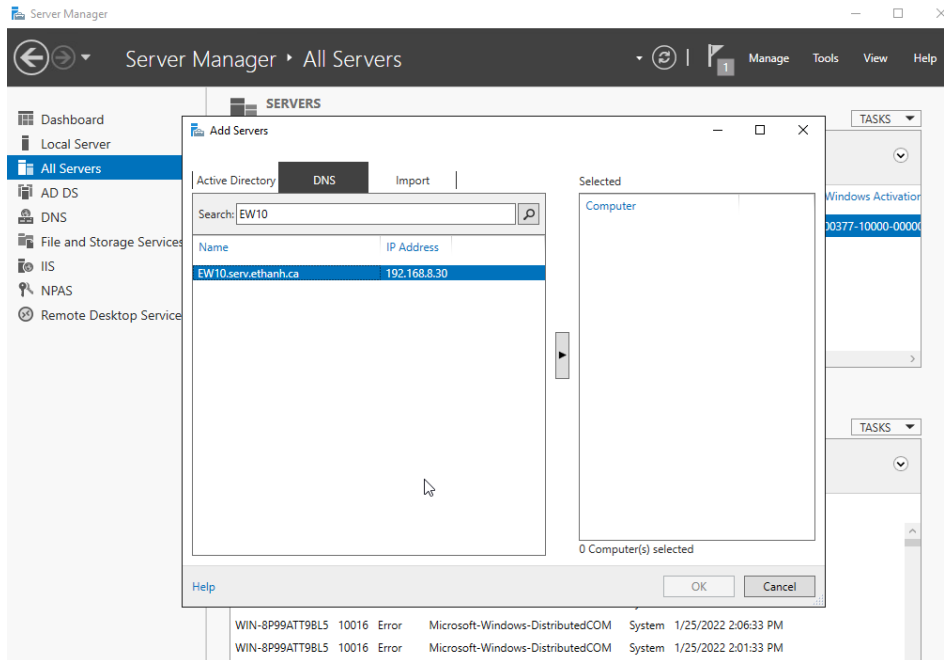 Server Manager
Server Manager • All Servers
1
Manage
Tools
View
Help
Dashboard
Local Server
All Servers
AD DS
DNS
File and Storage Services
IIS
NPAS
Remote Desktop Service
SERVERS
TASKS
Windows Activation
00377-10000-0000
TASKS
Add Servers
Active Directory
DNS
Import
Search: EW10
Name IP Address
EW10.serv.ethanh.ca 192.168.8.30
Selected
Computer
0 Computer(s) selected
Help
OK
Cancel
WIN-8P99ATT9BL5 10016 Error Microsoft-Windows-DistributedCOM System 1/25/2022 2:06:33 PM
WIN-8P99ATT9BL5 10016 Error Microsoft-Windows-DistributedCOM System 1/25/2022 2:01:33 PM